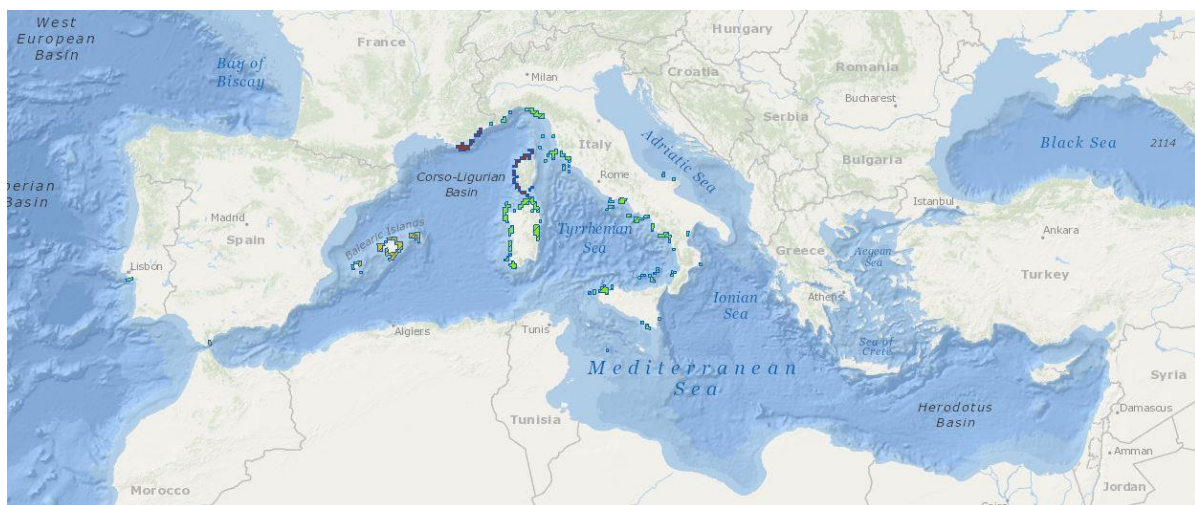 West
European
Basin
Bay of
Biscay
France
Hungary
Milan
Croatia
Romania
Bucharest
Serbia
Italy
Adriatic Sea
Black Sea
2114
Bulgaria
Corso-Ligurian
Basin
Rome
Istanbul
Basin
Madrid
Spain
Balearic Islands
Tyrrhenian
Sea
Greece
Aegean
Sea
Ankara
Turkey
Lisbon
Athens
Ionian
Sea
Algiers
Tunis
Sea of
Crete
Mediterranean
Sea
Syria
Tunisia
Herodotus
Basin
Damascus
Amman
Morocco
Jordan